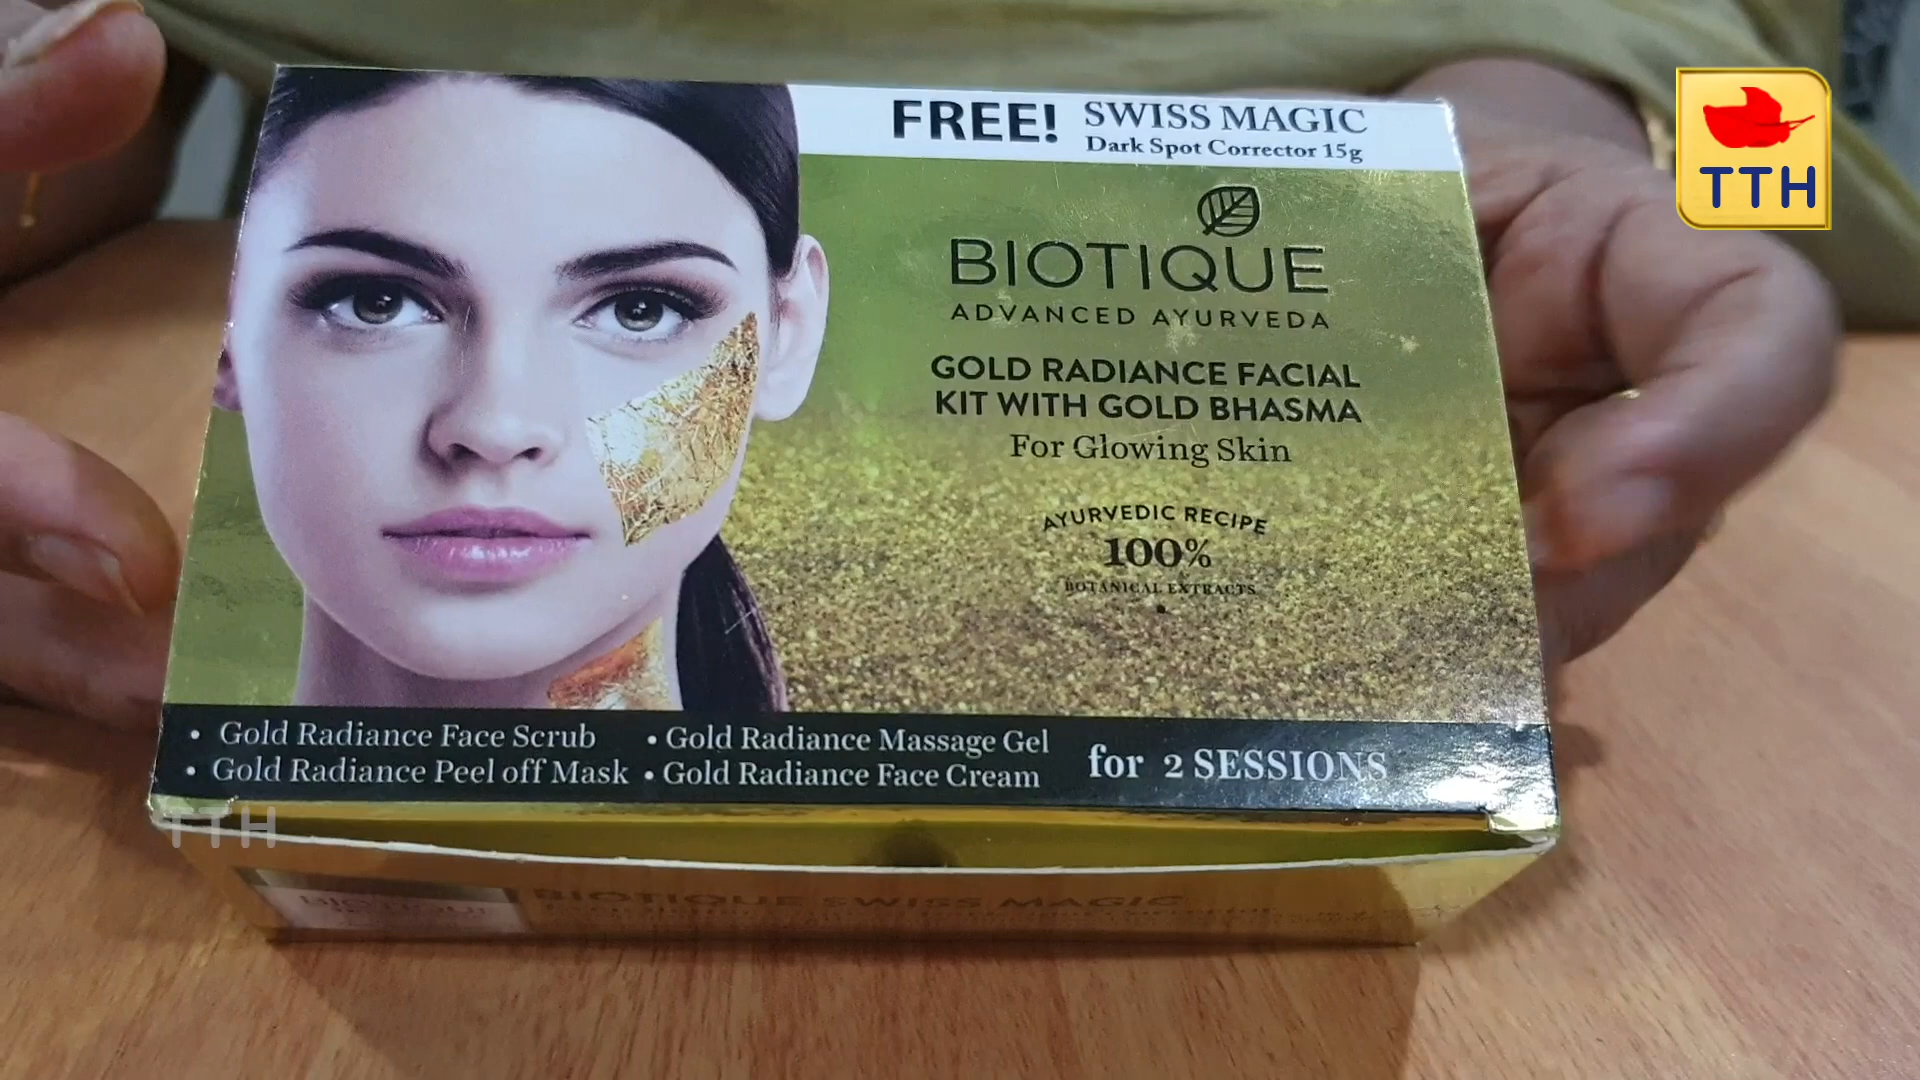 FREE! SWISS MAGIC
Dark Spot Corrector 15g
TTH
BIOTIQUE
ADVANCED AYURVEDA
GOLD RADIANCE FACIAL
KIT WITH GOLD BHASMA
For Glowing Skin
AYURVEDIC RECIPE
100%
BOTANICAL EXTRACTS
• Gold Radiance Face Scrub • Gold Radiance Massage Gel
• Gold Radiance Peel off Mask • Gold Radiance Face Cream
for 2 SESSIONS
TTH
BIOTIQUE SWISS MAGIC